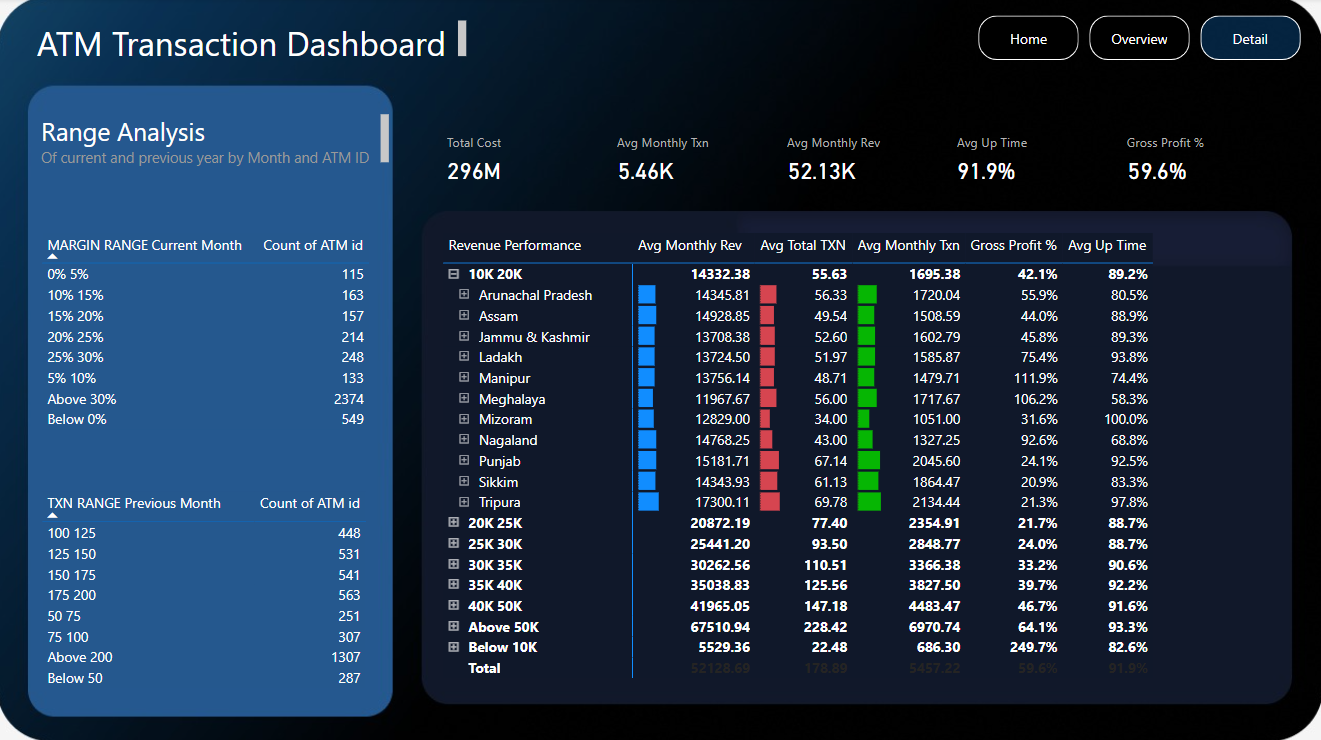 ATM Transaction Dashboard
Home Overview Detail
Range Analysis
Of current and previous year by Month and ATM ID
Total Cost Avg Monthly Txn Avg Monthly Rev Avg Up Time Gross Profit %
296M 5.46K 52.13K 91.9% 59.6%
MARGIN RANGE Current Month Count of ATM id
0% 5% 115
10% 15% 163
15% 20% 157
20% 25% 214
25% 30% 248
5% 10% 133
Above 30% 2374
Below 0% 549
TXN RANGE Previous Month Count of ATM id
100 125 448
125 150 531
150 175 541
175 200 563
50 75 251
75 100 307
Above 200 1307
Below 50 287
Revenue Performance Avg Monthly Rev Avg Total TXN Avg Monthly Txn Gross Profit % Avg Up Time
10K 20K 14332.38 55.63 1695.38 42.1% 89.2%
Arunachal Pradesh 14345.81 56.33 1720.04 55.9% 80.5%
Assam 14928.85 49.54 1508.59 44.0% 88.9%
Jammu & Kashmir 13708.38 52.60 1602.79 45.8% 89.3%
Ladakh 13724.50 51.97 1585.87 75.4% 93.8%
Manipur 13756.14 48.71 1479.71 111.9% 74.4%
Meghalaya 11967.67 56.00 1717.67 106.2% 58.3%
Mizoram 12829.00 34.00 1051.00 31.6% 100.0%
Nagaland 14768.25 43.00 1327.25 92.6% 68.8%
Punjab 15181.71 67.14 2045.60 24.1% 92.5%
Sikkim 14343.93 61.13 1864.47 20.9% 83.3%
Tripura 17300.11 69.78 2134.44 21.3% 97.8%
20K 25K 20872.19 77.40 2354.91 21.7% 88.7%
25K 30K 25441.20 93.50 2848.77 24.0% 88.7%
30K 35K 30262.56 110.51 3366.38 33.2% 90.6%
35K 40K 35038.83 125.56 3827.50 39.7% 92.2%
40K 50K 41965.05 147.18 4483.47 46.7% 91.6%
Above 50K 67510.94 228.42 6970.74 64.1% 93.3%
Below 10K 5529.36 22.48 686.30 249.7% 82.6%
Total 52128.69 178.89 5457.22 59.6% 91.9%